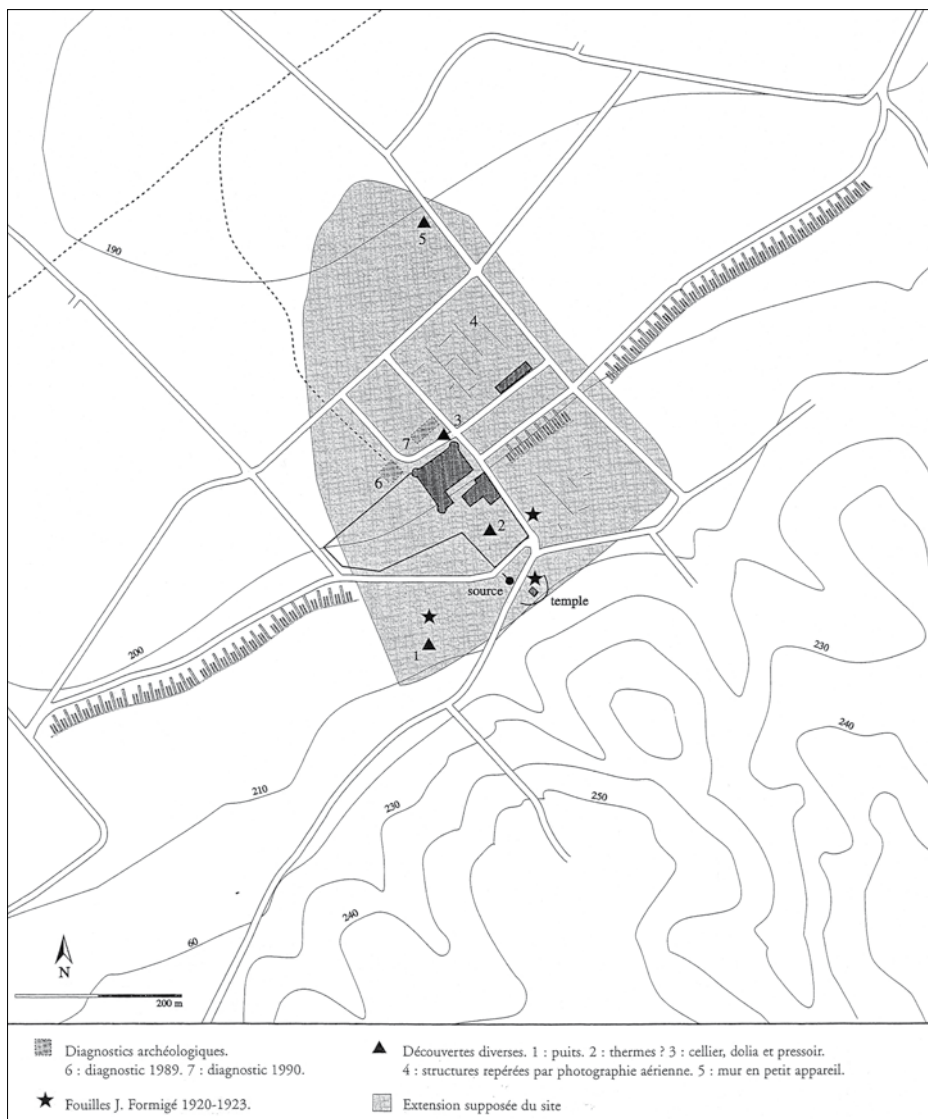 190
5
4
3
7
6
2
source
temple
1
200
230
240
210
230
250
240
60
N
200 m
Diagnostics archéologiques.
6 : diagnostic 1989. 7 : diagnostic 1990.
Fouilles J. Formigé 1920-1923.
Découvertes diverses. 1 : puits. 2 : thermes ? 3 : cellier, dolia et pressoir.
4 : structures repérées par photographie aérienne. 5 : mur en petit appareil.
Extension supposée du site